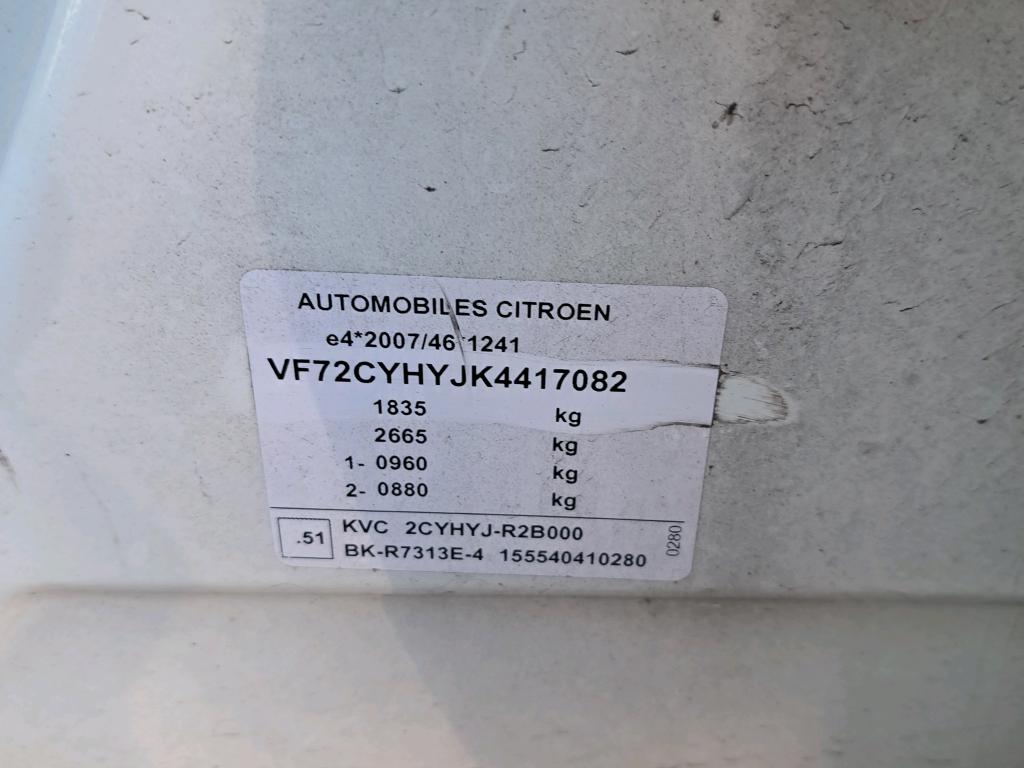 AUTOMOBILES CITROEN
e4*2007/46*1241
VF72CYHYJK4417082
1835 kg
2665 kg
1- 0960 kg
2- 0880 kg
.51
KVC 2CYHYJ-R2B000
BK-R7313E-4 155540410280
0280